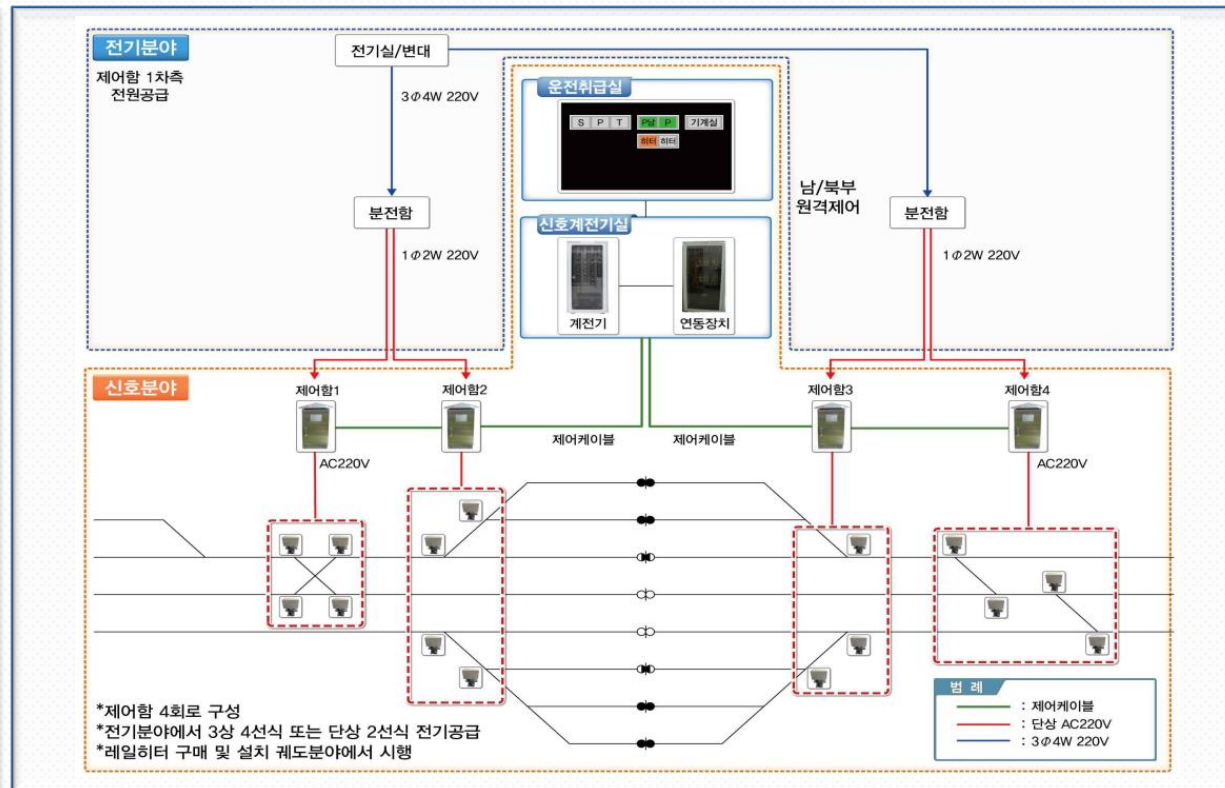 전기분야
제어함 1차측
전원공급
전기실/변대
3Φ4W 220V
분전함
1Φ2W 220V
운전취급실
S P T P남 P 기계실
히터 히터
신호계전기실
계전기
연동장치
남/북부
원격제어
분전함
1Φ2W 220V
신호분야
제어함1
제어함2
제어함3
제어함4
AC220V
제어케이블
제어케이블
AC220V
*제어함 4회로 구성
*전기분야에서 3상 4선식 또는 단상 2선식 전기공급
*레일히터 구매 및 설치 궤도분야에서 시행
범 례
: 제어케이블
: 단상 AC220V
: 3Φ4W 220V